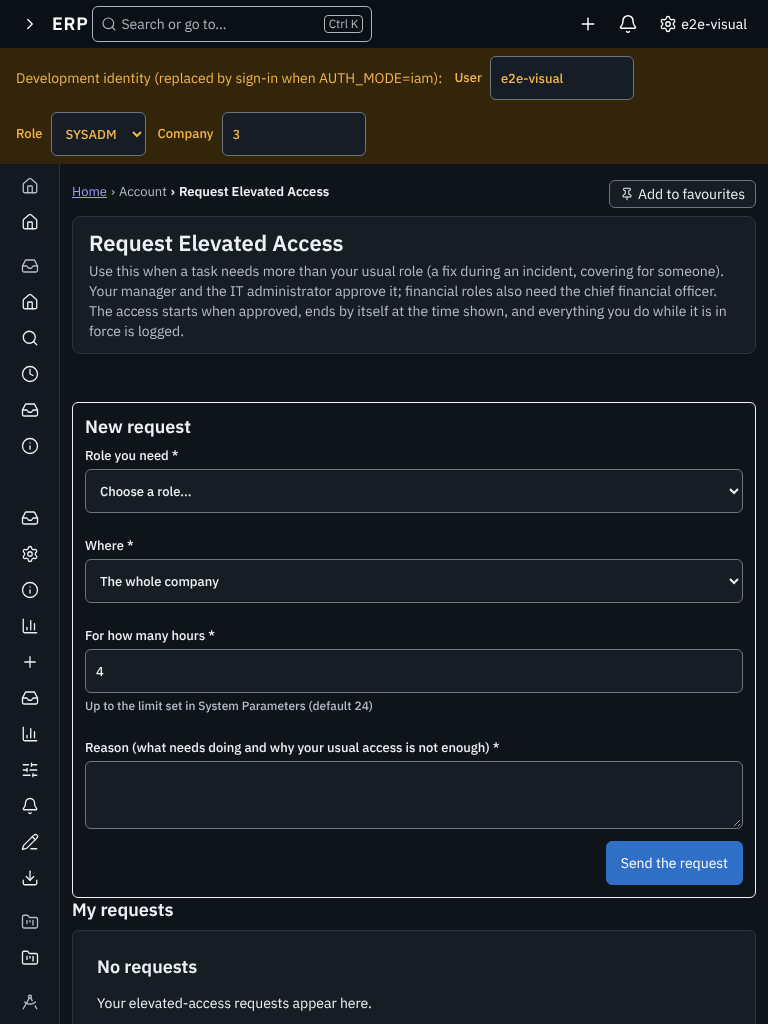 ERP
Search or go to...
Ctrl K
e2e-visual
Development identity (replaced by sign-in when AUTH_MODE=iam):
User
e2e-visual
Role
SYSADM
Company
3
Home › Account › Request Elevated Access
Add to favourites
Request Elevated Access
Use this when a task needs more than your usual role (a fix during an incident, covering for someone).
Your manager and the IT administrator approve it; financial roles also need the chief financial officer.
The access starts when approved, ends by itself at the time shown, and everything you do while it is in
force is logged.
New request
Role you need *
Choose a role...
Where *
The whole company
For how many hours *
4
Up to the limit set in System Parameters (default 24)
Reason (what needs doing and why your usual access is not enough) *
Send the request
My requests
No requests
Your elevated-access requests appear here.